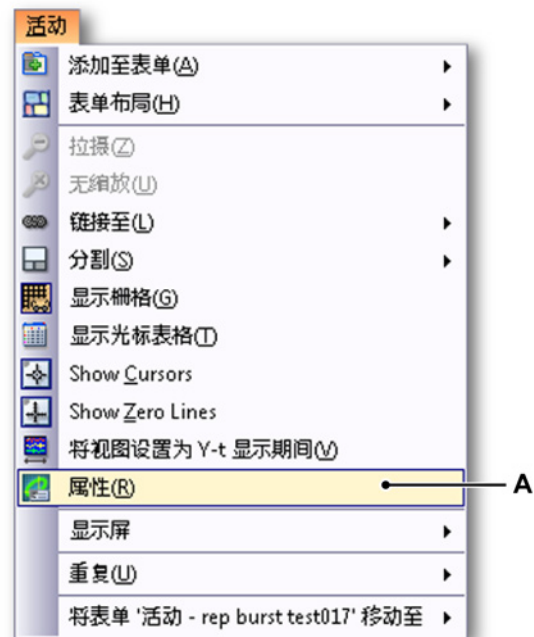 活动
添加至表单(A)
表单布局(H)
拉摄(Z)
无缩放(U)
链接至(L)
分割(S)
显示栅格(G)
显示光标表格(T)
Show Cursors
Show Zero Lines
将视图设置为 Y-t 显示期间(V)
属性(R)
A
显示屏
重复(U)
将表单 '活动 - rep burst test017' 移动至